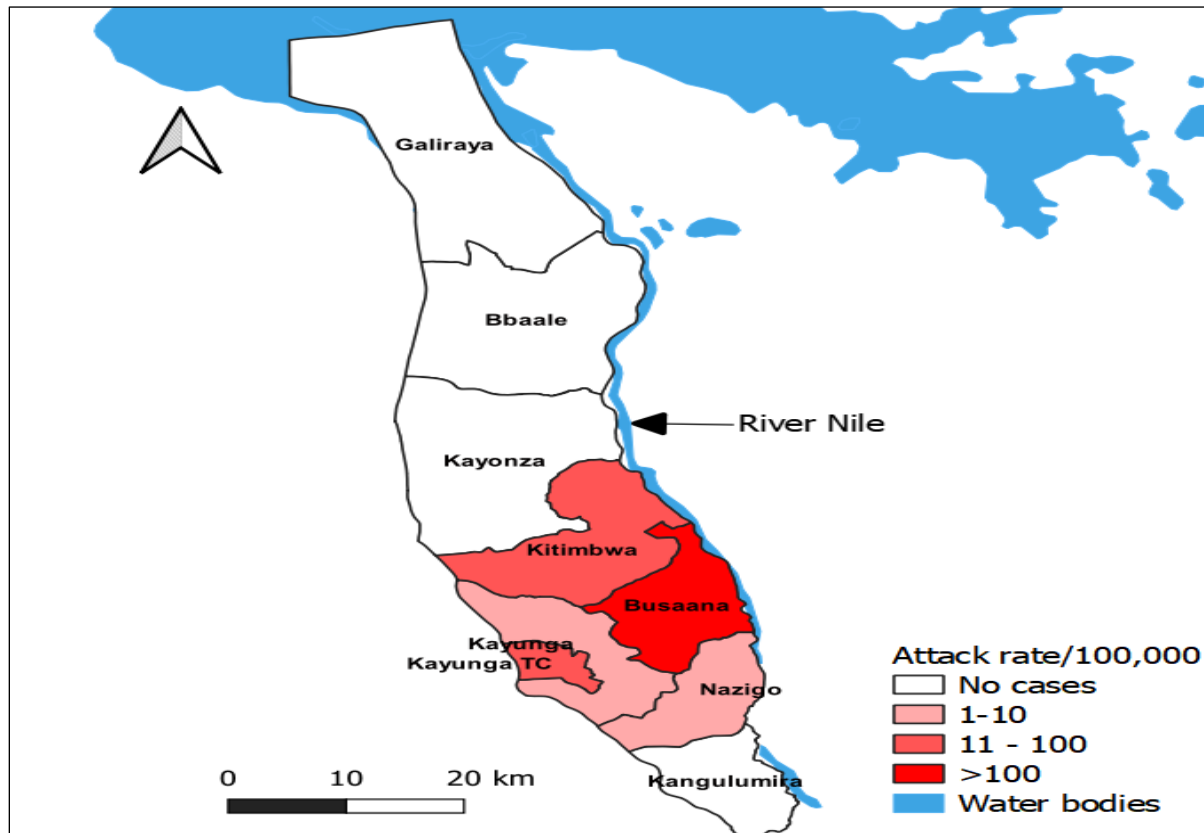 Galiraya
Bbaale
River Nile
Kayonza
Kitimbwa
Busaana
Kayunga
Kayunga TC
Nazigo
Kangulumira
Attack rate/100,000
No cases
1-10
11 - 100
>100
Water bodies
0 10 20 km